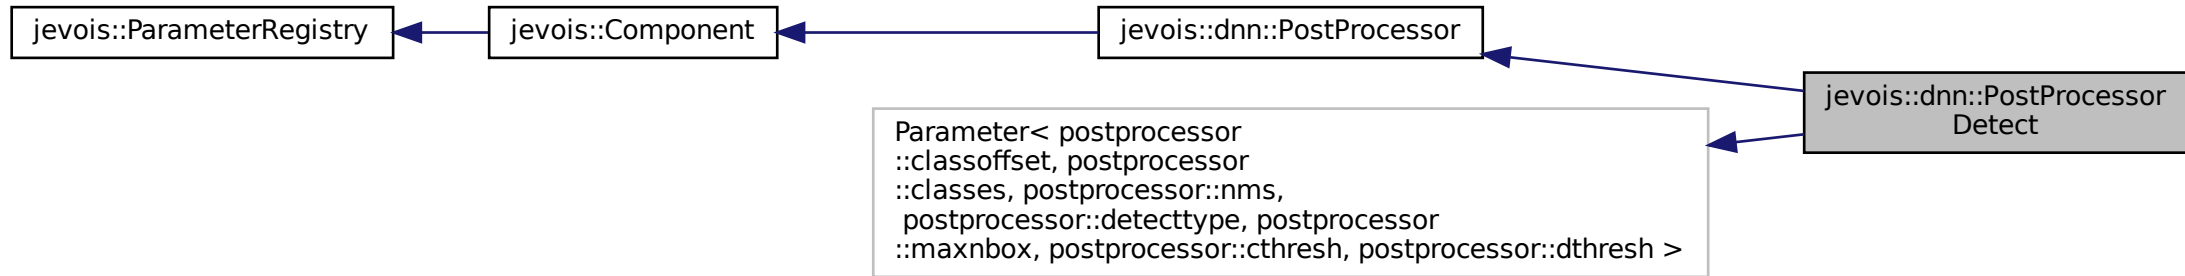 jevois::ParameterRegistry
jevois::Component
jevois::dnn::PostProcessor
jevois::dnn::PostProcessor
Detect
Parameter< postprocessor
::classoffset, postprocessor
::classes, postprocessor::nms,
 postprocessor::detecttype, postprocessor
::maxnbox, postprocessor::cthresh, postprocessor::dthresh >